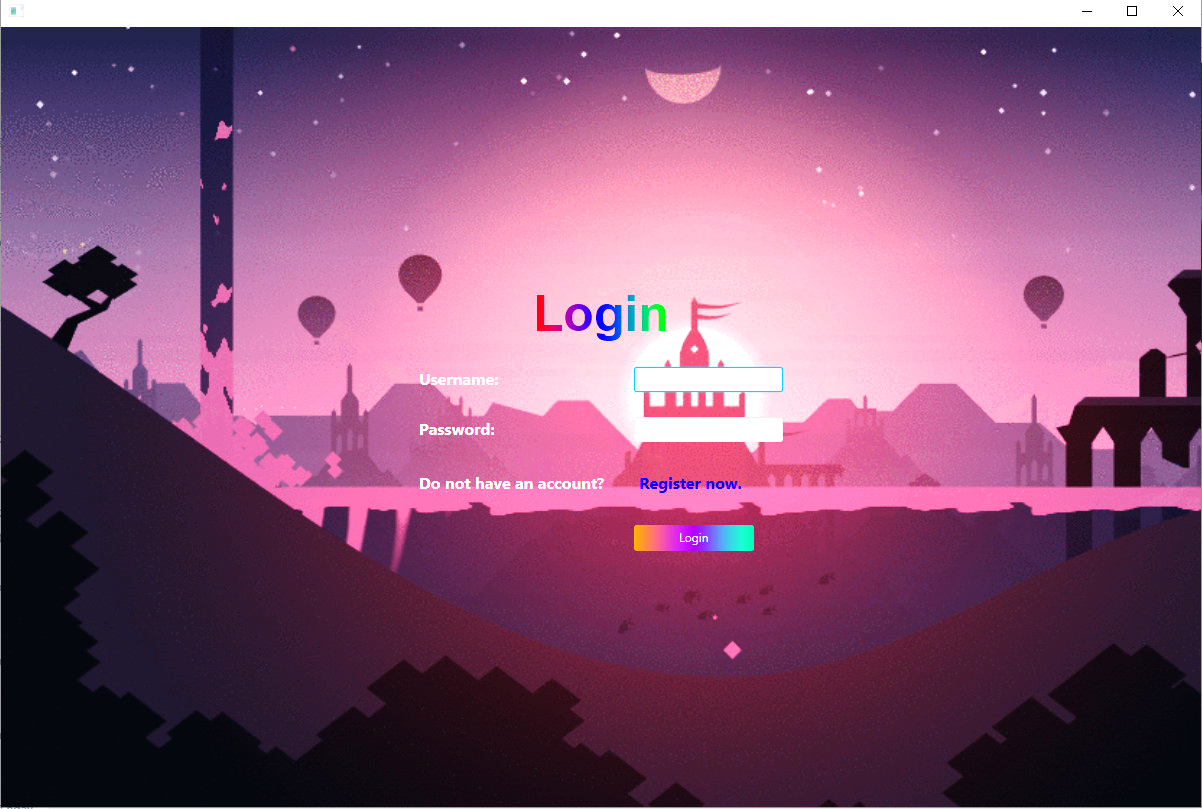 Login
Username:
Password:
Do not have an account? Register now.
Login